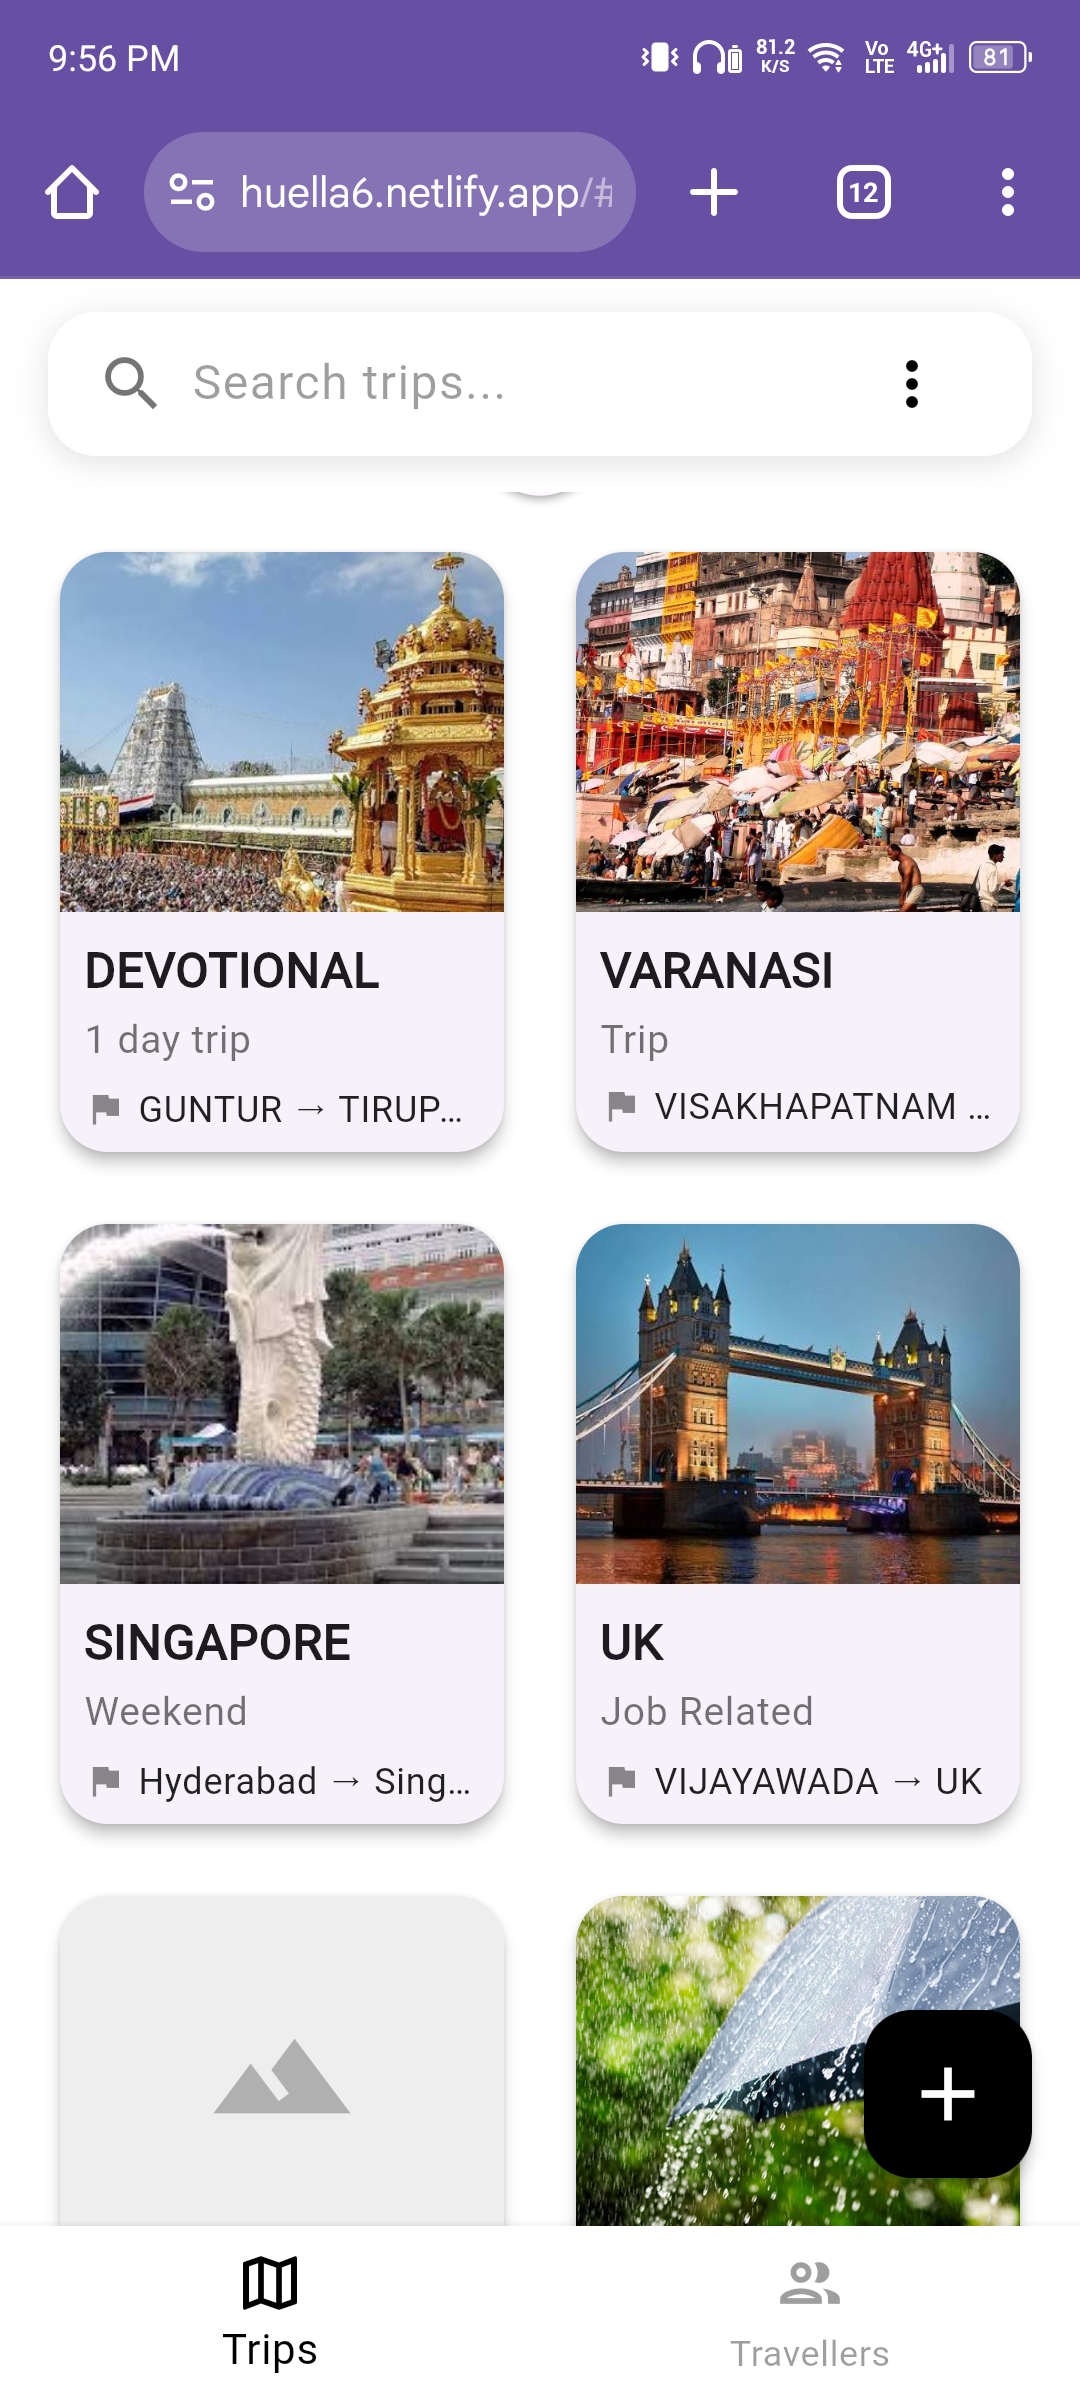 9:56 PM
81.2
K/S
Vo
LTE
4G+
81
huella6.netlify.app/#
12
Search trips...
DEVOTIONAL
1 day trip
GUNTUR → TIRUP...
VARANASI
Trip
VISAKHAPATNAM ...
SINGAPORE
Weekend
Hyderabad → Sing...
UK
Job Related
VIJAYAWADA → UK
Trips
Travellers